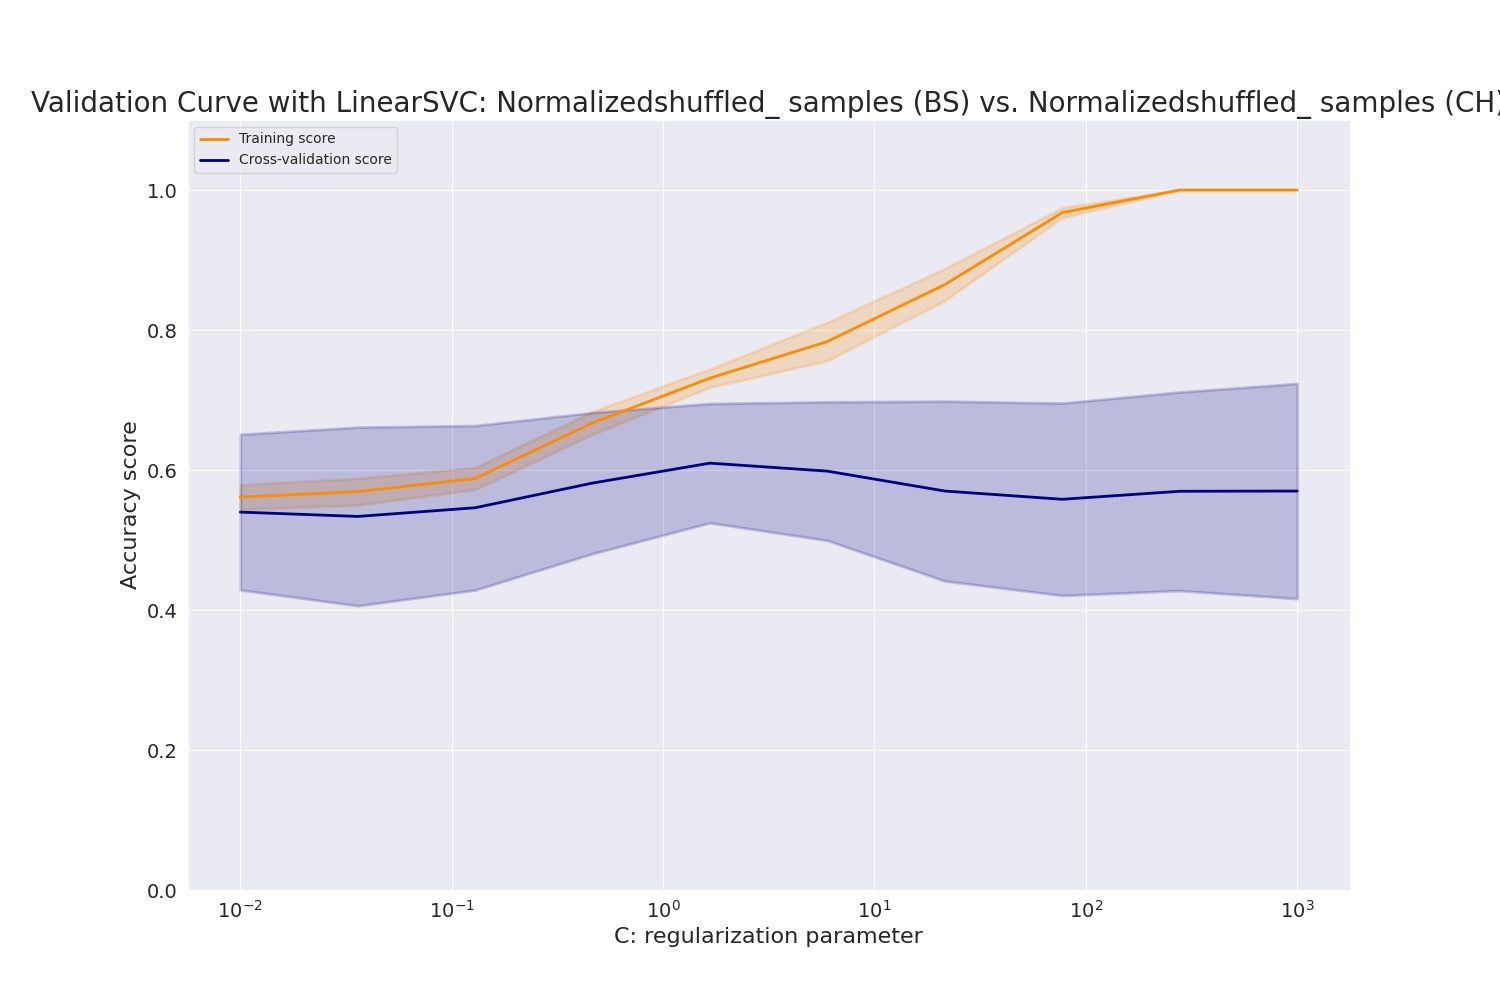 Validation Curve with LinearSVC: Normalizedshuffled_ samples (BS) vs. Normalizedshuffled_ samples (CH)
Training score
Cross-validation score
1.0
0.8
0.6
0.4
0.2
0.0
Accuracy score
10⁻² 10⁻¹ 10⁰ 10¹ 10² 10³
C: regularization parameter